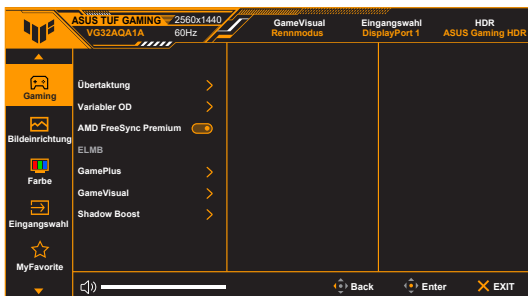 ASUS TUF GAMING 2560x1440
VG32AQA1A 60Hz
GameVisual
Rennmodus
Eingangswahl
DisplayPort 1
HDR
ASUS Gaming HDR
Gaming
Bildeinrichtung
Farbe
Eingangswahl
MyFavorite
Übertaktung
Variabler OD
AMD FreeSync Premium
ELMB
GamePlus
GameVisual
Shadow Boost
Back
Enter
EXIT